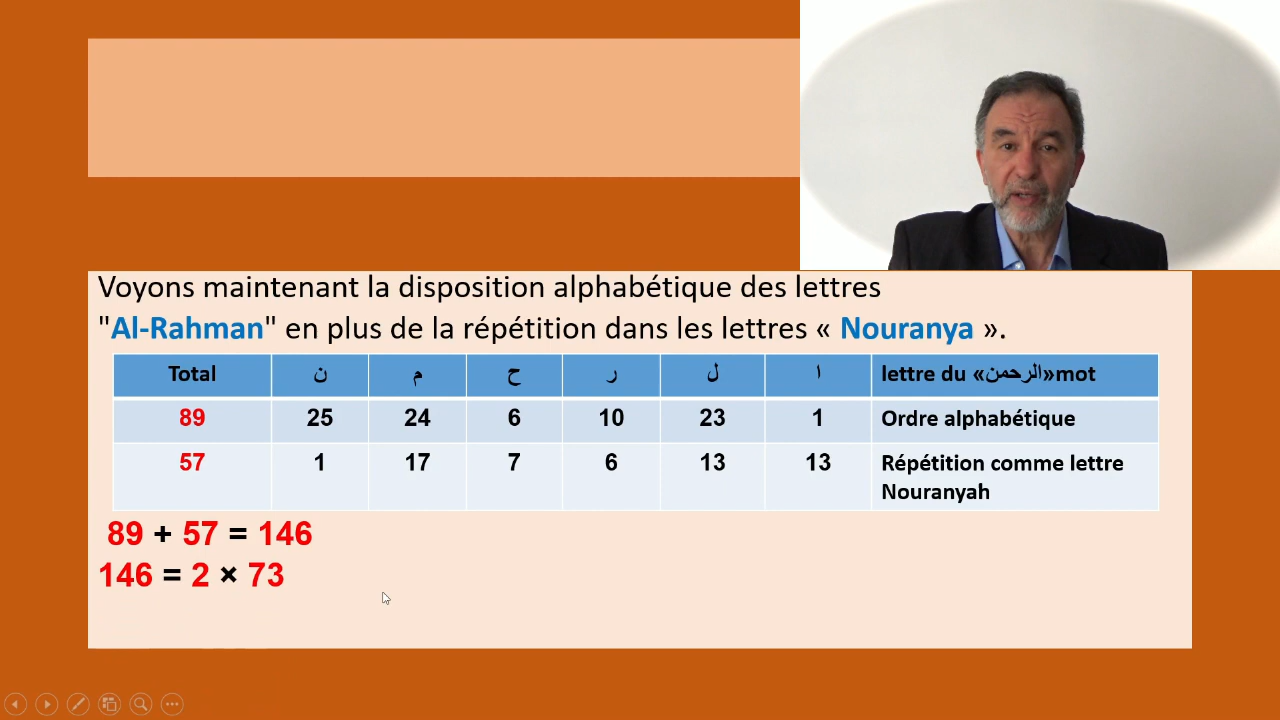 Voyons maintenant la disposition alphabétique des lettres
"Al-Rahman" en plus de la répétition dans les lettres « Nouranya ».
Total ن م ح ر ل ا lettre du «الرحمن»mot
89 25 24 6 10 23 1 Ordre alphabétique
57 1 17 7 6 13 13 Répétition comme lettre
Nouranyah
89 + 57 = 146
146 = 2 × 73